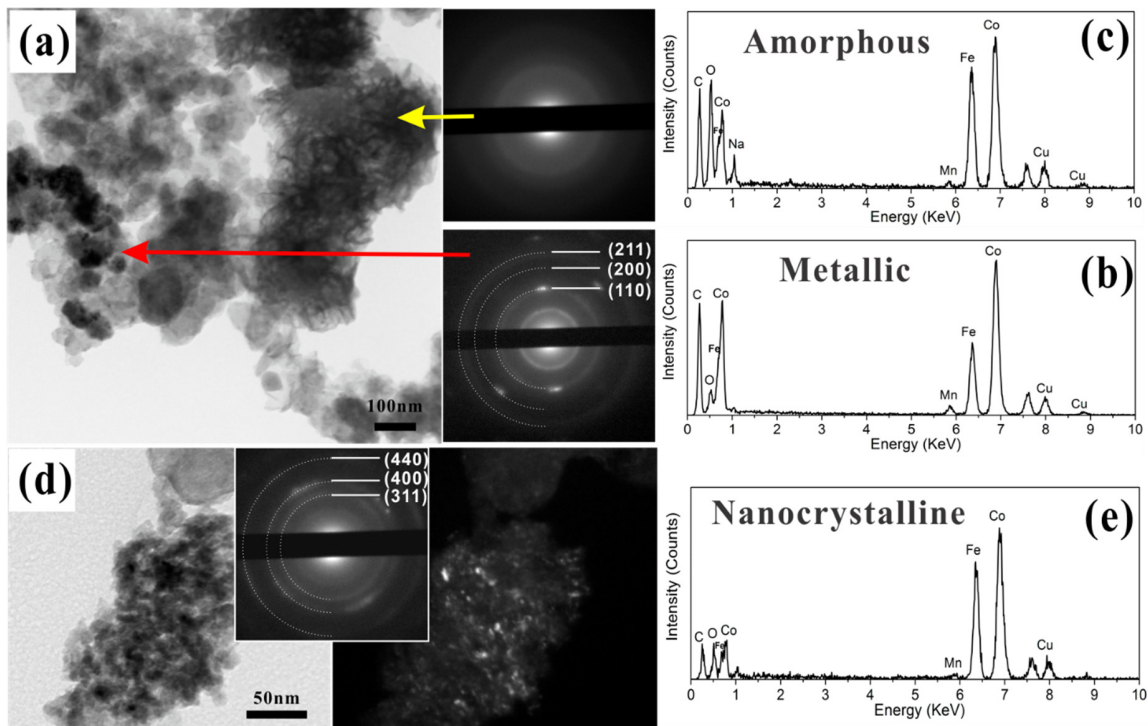 (a)
100nm
(211)
(200)
(110)
(c)
Amorphous
Intensity (Counts)
C
O
Co
Fe
Na
Mn
Fe
Co
Cu
Cu
0 1 2 3 4 5 6 7 8 9 10
Energy (KeV)
(b)
Metallic
Intensity (Counts)
C
O
Fe
Co
Mn
Fe
Co
Cu
Cu
0 1 2 3 4 5 6 7 8 9 10
Energy (KeV)
(d)
50nm
(440)
(400)
(311)
(e)
Nanocrystalline
Intensity (Counts)
C
O
Fe
Co
Mn
Fe
Co
Cu
0 1 2 3 4 5 6 7 8 9 10
Energy (KeV)